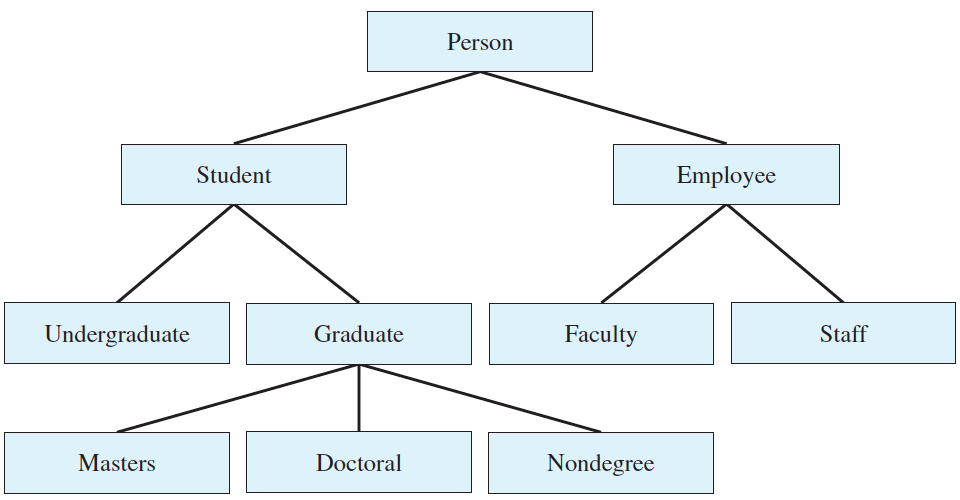 Person
Student
Employee
Undergraduate
Graduate
Faculty
Staff
Masters
Doctoral
Nondegree